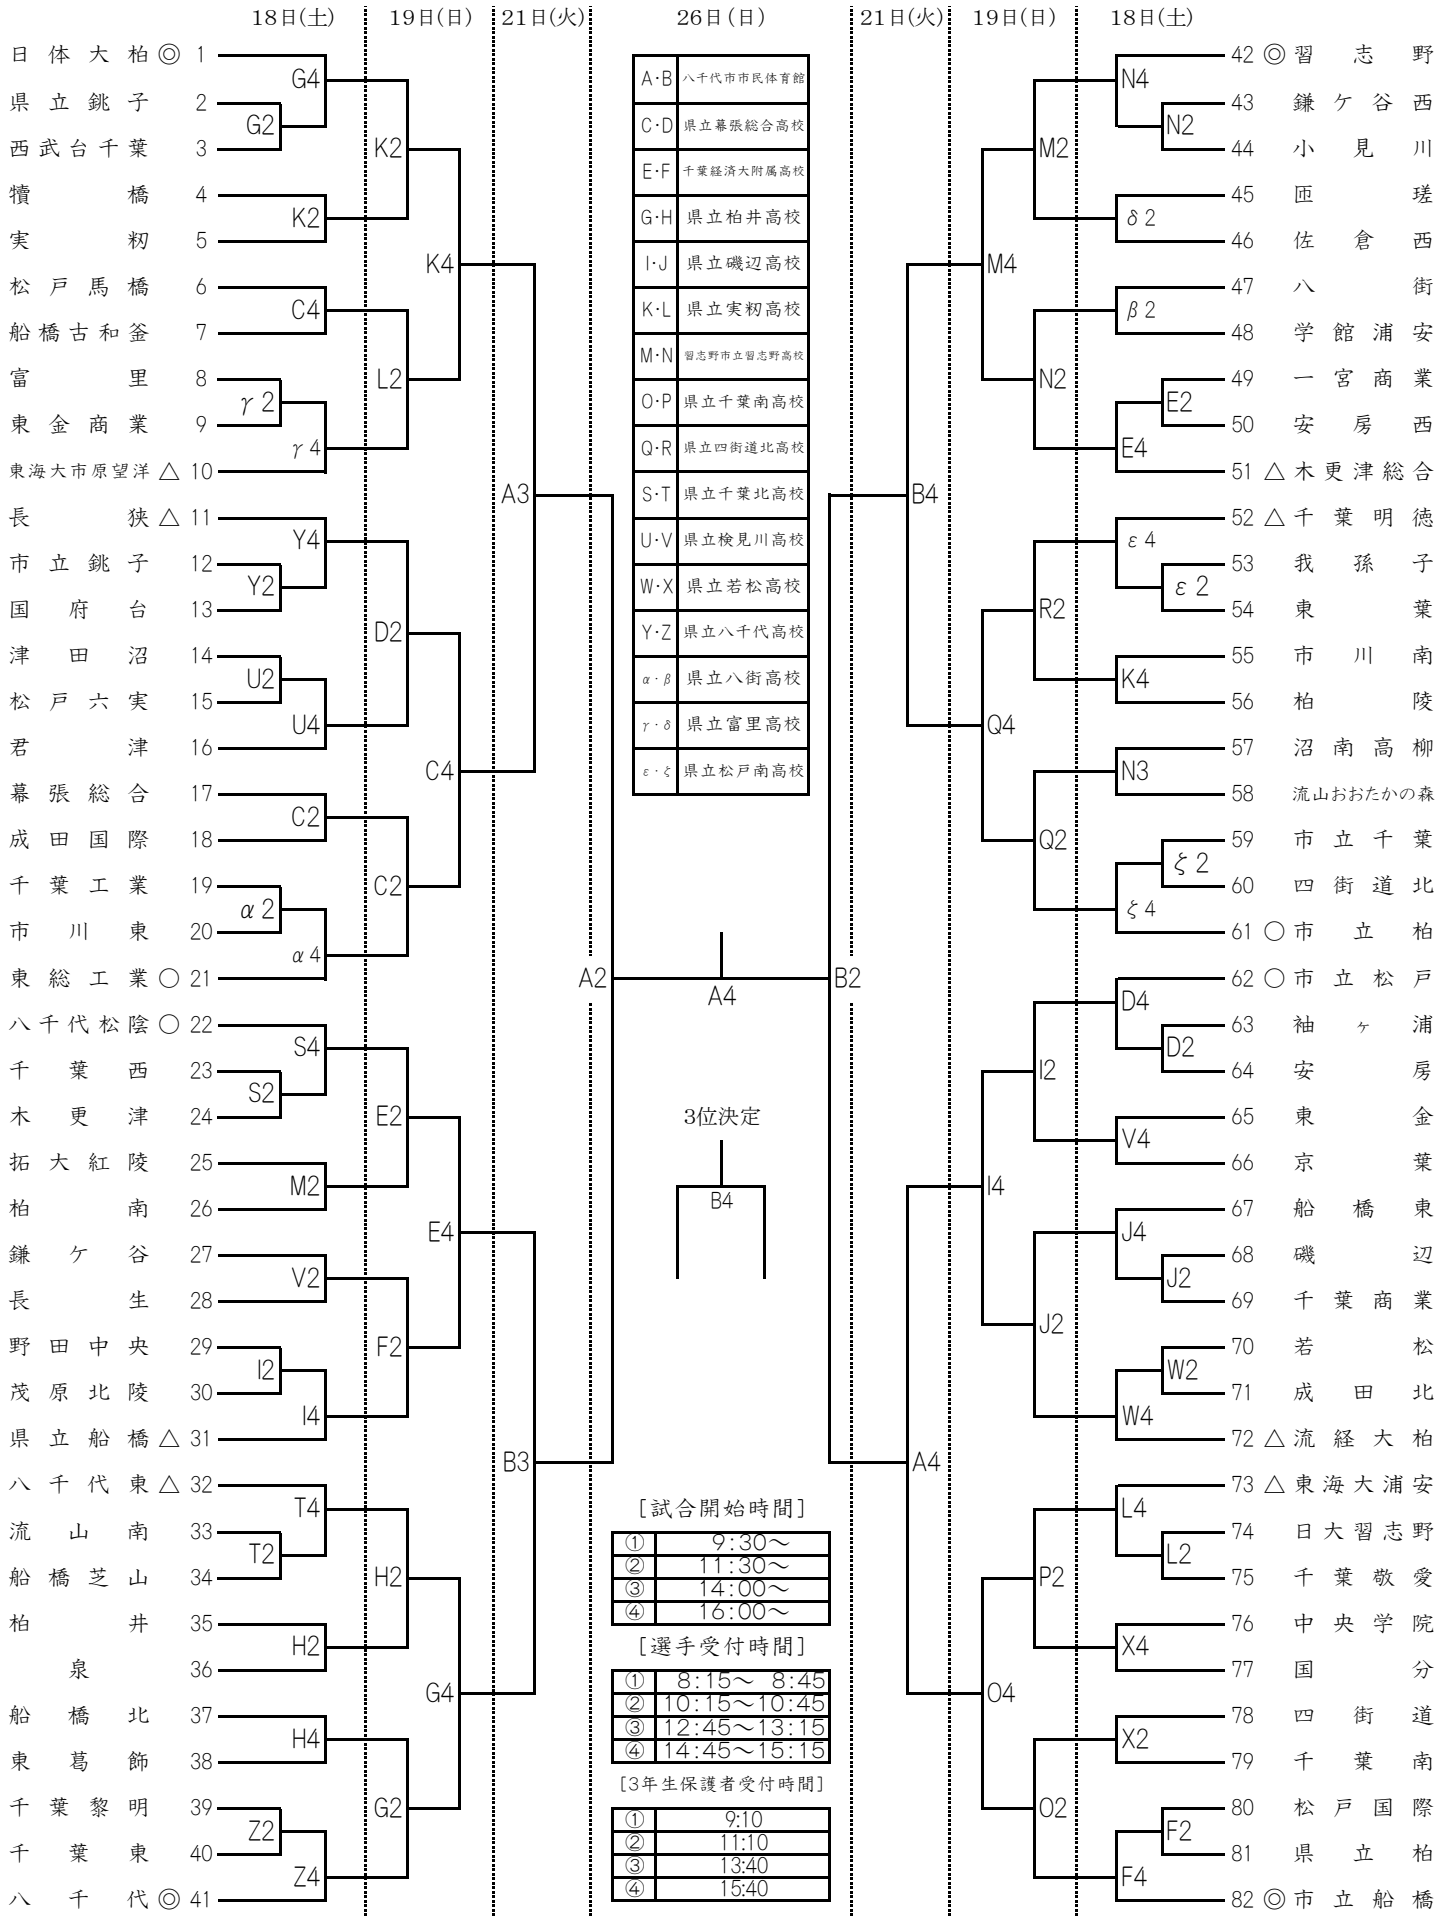 18日(土) 19日(日) 21日(火) 26日(日) 21日(火) 19日(日) 18日(土)
日体大柏 ◎ 1
県立銚子 2
西武台千葉 3
犢橋 4
実籾 5
松戸馬橋 6
船橋古和釜 7
富里 8
東金商業 9
東海大市原望洋 △ 10
長狭 △ 11
市立銚子 12
国府台 13
津田沼 14
松戸六実 15
君津 16
幕張総合 17
成田国際 18
千葉工業 19
市川東 20
東総工業 ○ 21
八千代松陰 ○ 22
千葉西 23
木更津 24
拓大紅陵 25
柏南 26
鎌ケ谷 27
長生 28
野田中央 29
茂原北陵 30
県立船橋 △ 31
八千代東 △ 32
流山南 33
船橋芝山 34
柏井 35
泉 36
船橋北 37
東葛飾 38
千葉黎明 39
千葉東 40
八千代 ◎ 41
G4
G2
K2
C4
γ2
γ4
Y4
Y2
U2
U4
C2
α2
α4
S4
S2
M2
V2
I2
I4
T4
T2
H2
H4
Z2
Z4
K2
L2
D2
C2
E2
F2
H2
G2
K4
C4
E4
G4
A3
B3
A2
A・B 八千代市市民体育館
C・D 県立幕張総合高校
E・F 千葉経済大附属高校
G・H 県立柏井高校
I・J 県立磯辺高校
K・L 県立実籾高校
M・N 習志野市立習志野高校
O・P 県立千葉南高校
Q・R 県立四街道北高校
S・T 県立千葉北高校
U・V 県立検見川高校
W・X 県立若松高校
Y・Z 県立八千代高校
α・β 県立八街高校
γ・δ 県立富里高校
ε・ζ 県立松戸南高校
A4
3位決定
B4
[試合開始時間]
① 9:30～
② 11:30～
③ 14:00～
④ 16:00～
[選手受付時間]
① 8:15～ 8:45
② 10:15～10:45
③ 12:45～13:15
④ 14:45～15:15
[3年生保護者受付時間]
① 9:10
② 11:10
③ 13:40
④ 15:40
B2
B4
A4
M4
Q4
I4
O4
M2
N2
R2
Q2
I2
J2
P2
O2
N4
N2
δ2
β2
E2
E4
ε4
ε2
K4
N3
ζ2
ζ4
D4
D2
V4
J4
J2
W2
W4
L4
L2
X4
X2
F2
F4
42 ◎ 習志野
43 鎌ケ谷西
44 小見川
45 匝瑳
46 佐倉西
47 八街
48 学館浦安
49 一宮商業
50 安房西
51 △ 木更津総合
52 △ 千葉明徳
53 我孫子
54 東葉
55 市川南
56 柏陵
57 沼南高柳
58 流山おおたかの森
59 市立千葉
60 四街道北
61 ○ 市立柏
62 ○ 市立松戸
63 袖ヶ浦
64 安房
65 東金
66 京葉
67 船橋東
68 磯辺
69 千葉商業
70 若松
71 成田北
72 △ 流経大柏
73 △ 東海大浦安
74 日大習志野
75 千葉敬愛
76 中央学院
77 国分
78 四街道
79 千葉南
80 松戸国際
81 県立柏
82 ◎ 市立船橋